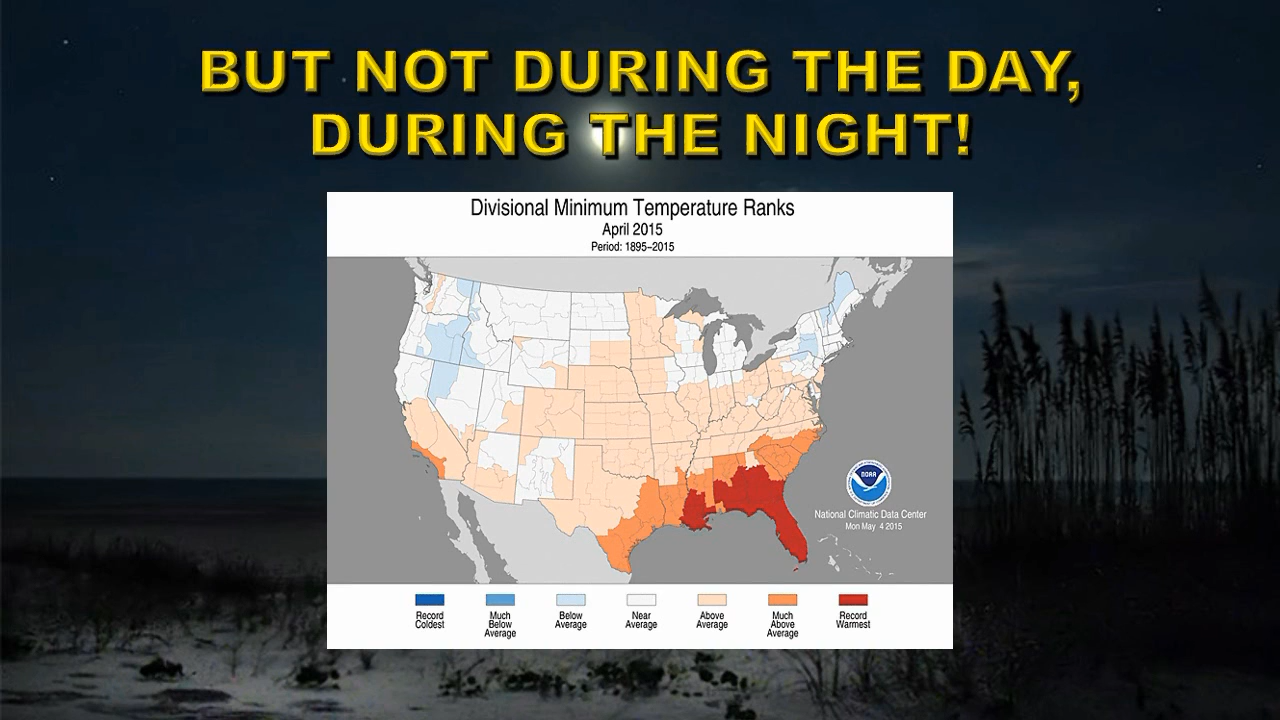 BUT NOT DURING THE DAY,
DURING THE NIGHT!
Divisional Minimum Temperature Ranks
April 2015
Period: 1895–2015
NOAA
National Climatic Data Center
Mon May 4 2015
Record Coldest
Much Below Average
Below Average
Near Average
Above Average
Much Above Average
Record Warmest